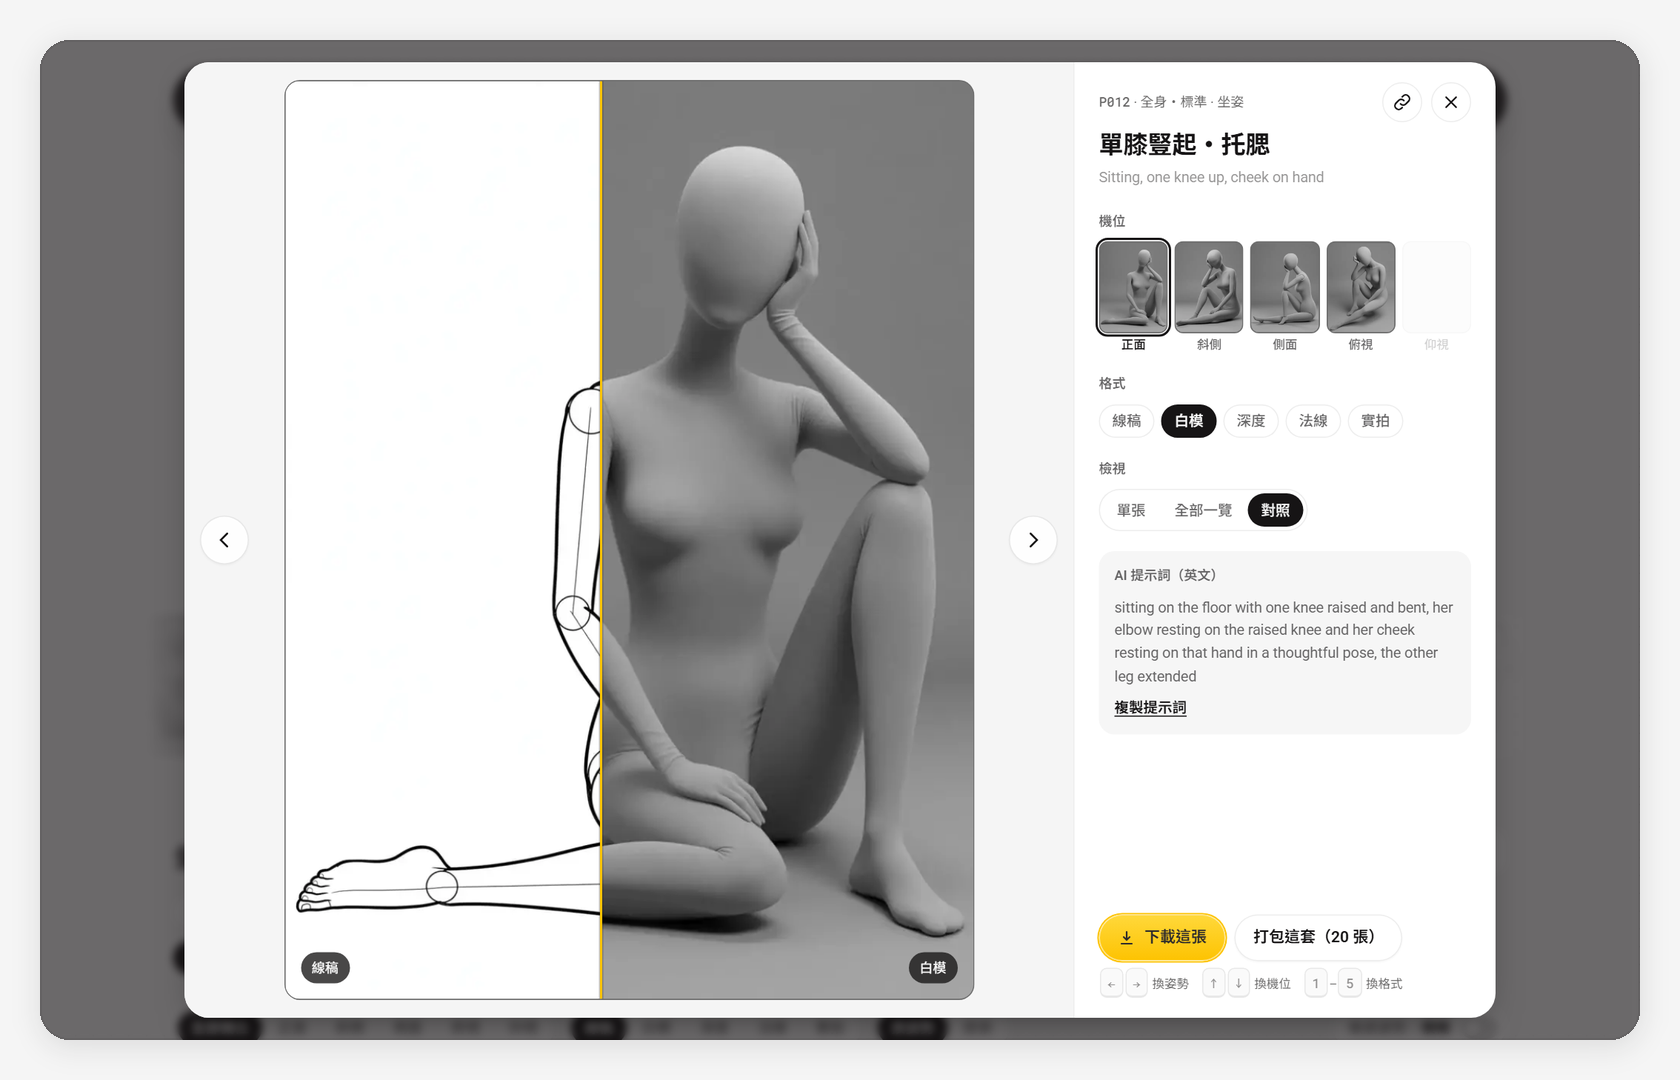 P012 · 全身・標準 · 坐姿
單膝豎起・托腮
Sitting, one knee up, cheek on hand
機位
正面
斜側
側面
俯視
仰視
格式
線稿
白模
深度
法線
實拍
檢視
單張
全部一覽
對照
AI 提示詞（英文）
sitting on the floor with one knee raised and bent, her
elbow resting on the raised knee and her cheek
resting on that hand in a thoughtful pose, the other
leg extended
複製提示詞
下載這張
打包這套（20 張）
← → 換姿勢 ↑ ↓ 換機位 1 – 5 換格式
線稿
白模